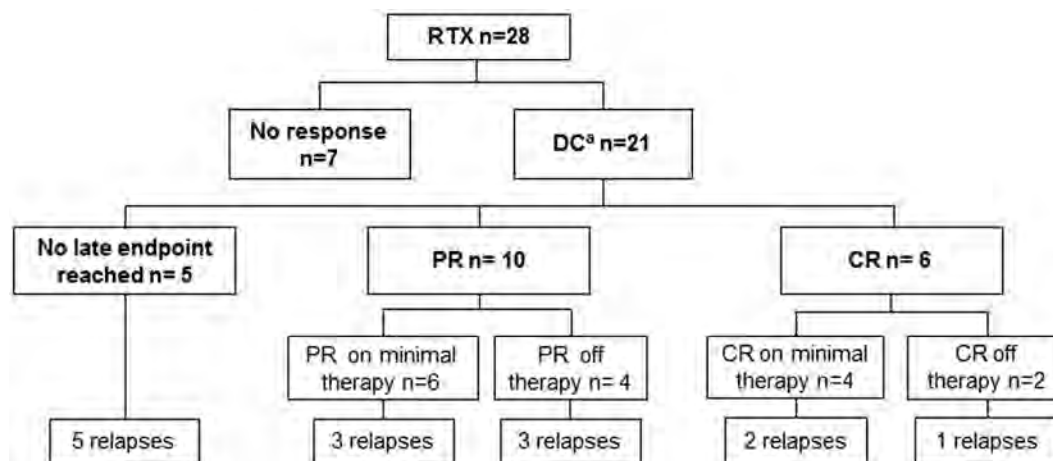 RTX n=28
No response
n=7
DCᵃ n=21
No late endpoint
reached n= 5
PR n= 10
CR n= 6
PR on minimal
therapy n=6
PR off
therapy n= 4
CR on minimal
therapy n=4
CR off
therapy n=2
5 relapses
3 relapses
3 relapses
2 relapses
1 relapses